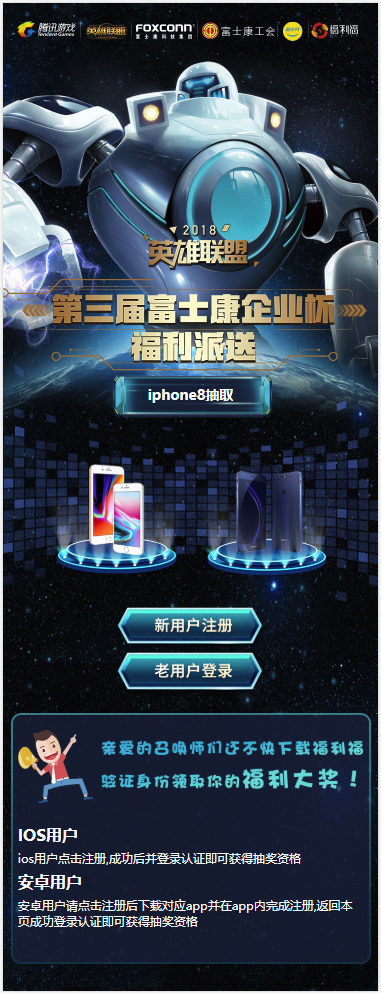 腾讯游戏
Tencent Games
英雄联盟
FOXCONN
富士康科技集团
富士康工会
福利福
2018
英雄联盟
第三届富士康企业杯
福利派送
iphone8抽取
新用户注册
老用户登录
亲爱的召唤师们还不快下载福利福
验证身份领取你的福利大奖！
IOS用户
ios用户点击注册,成功后并登录认证即可获得抽奖资格
安卓用户
安卓用户请点击注册后下载对应app并在app内完成注册,返回本
页成功登录认证即可获得抽奖资格